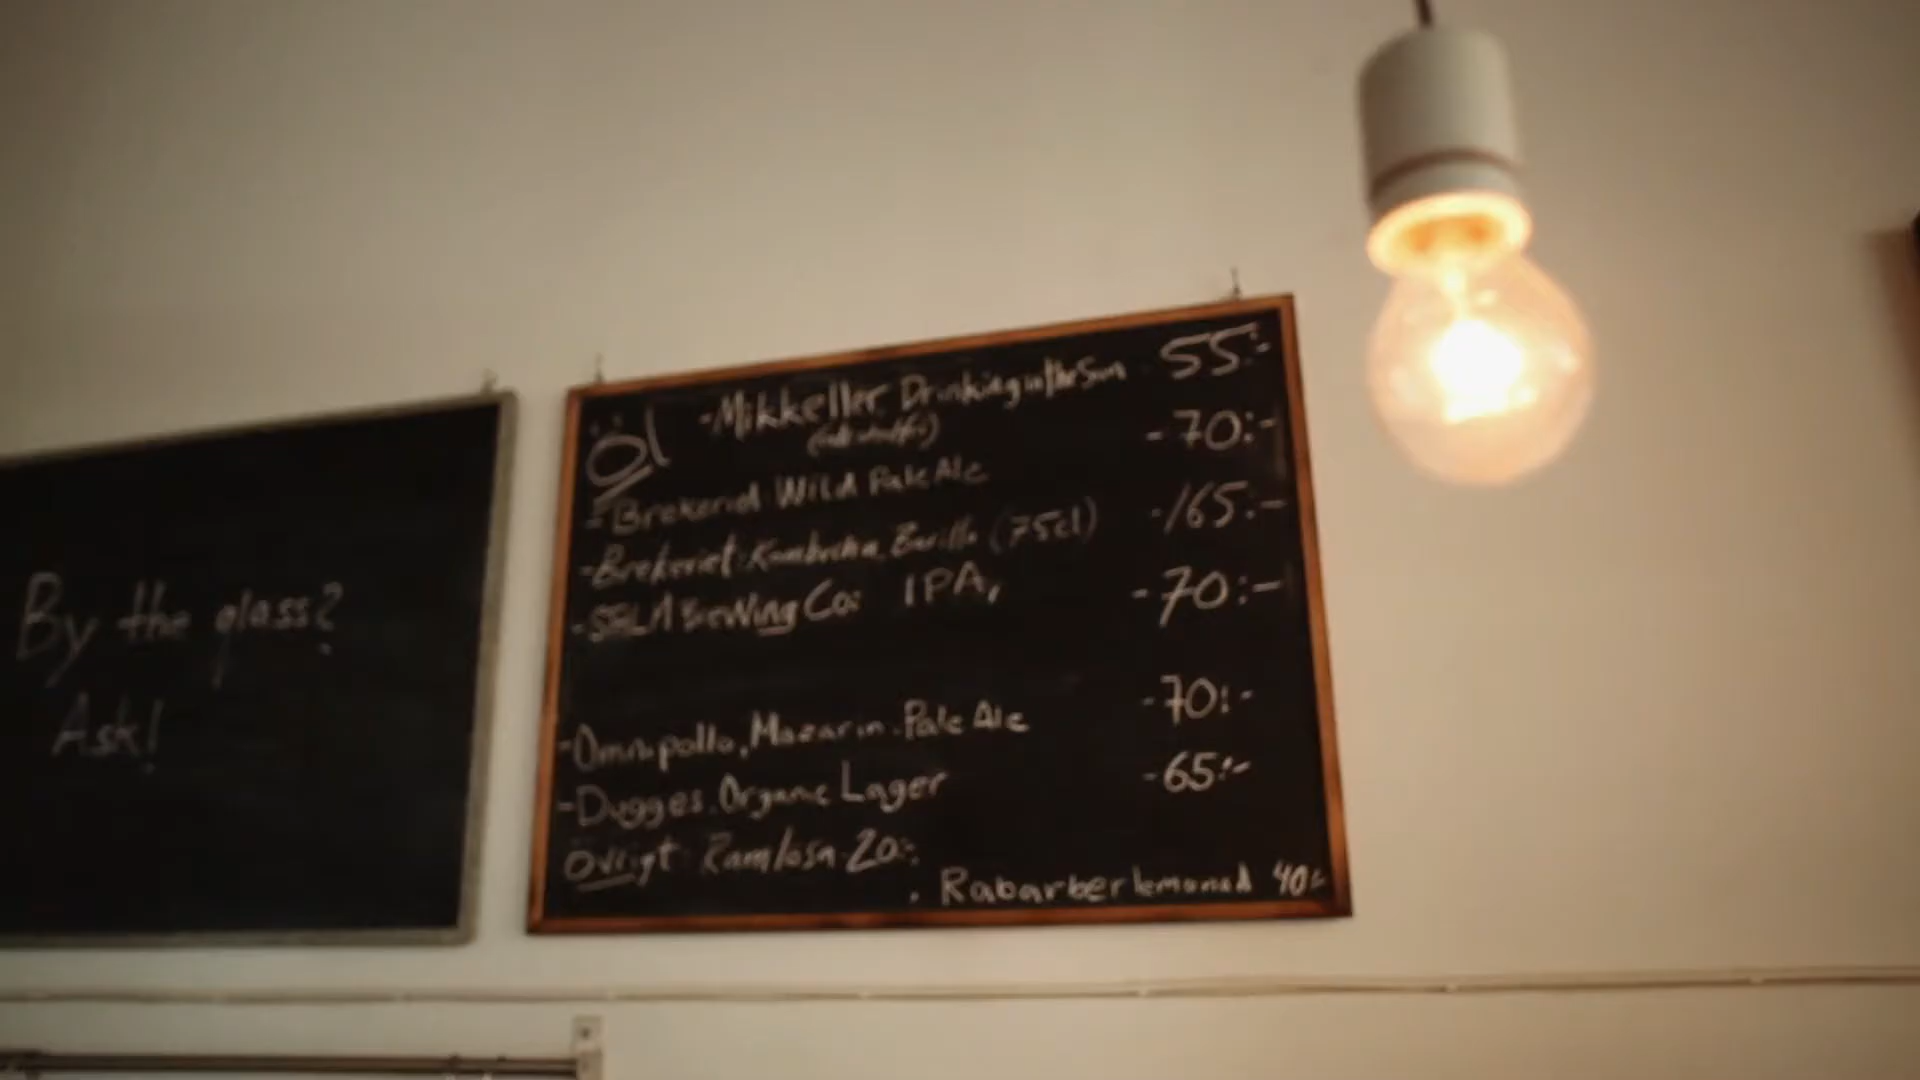 By the glass?
Ask!
Öl
-Mikkeller Drinking in the Sun 55:-
-Brekeriet Wild Pale Ale -70:-
-Brekeriet: Kombucha (75cl) -165:-
Brewing Co: IPA, -70:-
-Omnipollo, Mazarin. Pale Ale -70:-
-Dugges. Organic Lager -65:-
Övrigt Ramlösa 20:-
. Rabarberlemonad 40:-